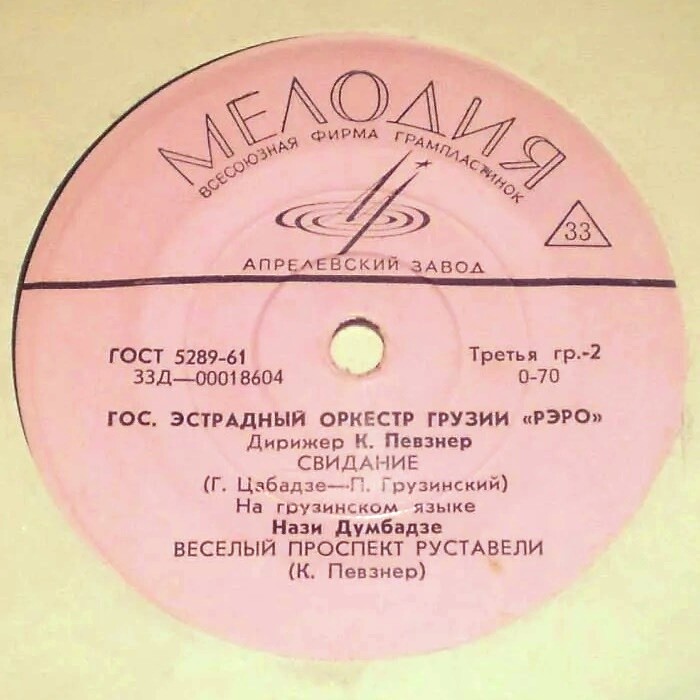 МЕЛОДИЯ
ВСЕСОЮЗНАЯ ФИРМА ГРАМПЛАСТИНОК
33
АПРЕЛЕВСКИЙ ЗАВОД
ГОСТ 5289-61 Третья гр.-2
33Д—00018604 0-70
ГОС. ЭСТРАДНЫЙ ОРКЕСТР ГРУЗИИ «РЭРО»
Дирижер К. Певзнер
СВИДАНИЕ
(Г. Цабадзе—П. Грузинский)
На грузинском языке
Нази Думбадзе
ВЕСЕЛЫЙ ПРОСПЕКТ РУСТАВЕЛИ
(К. Певзнер)